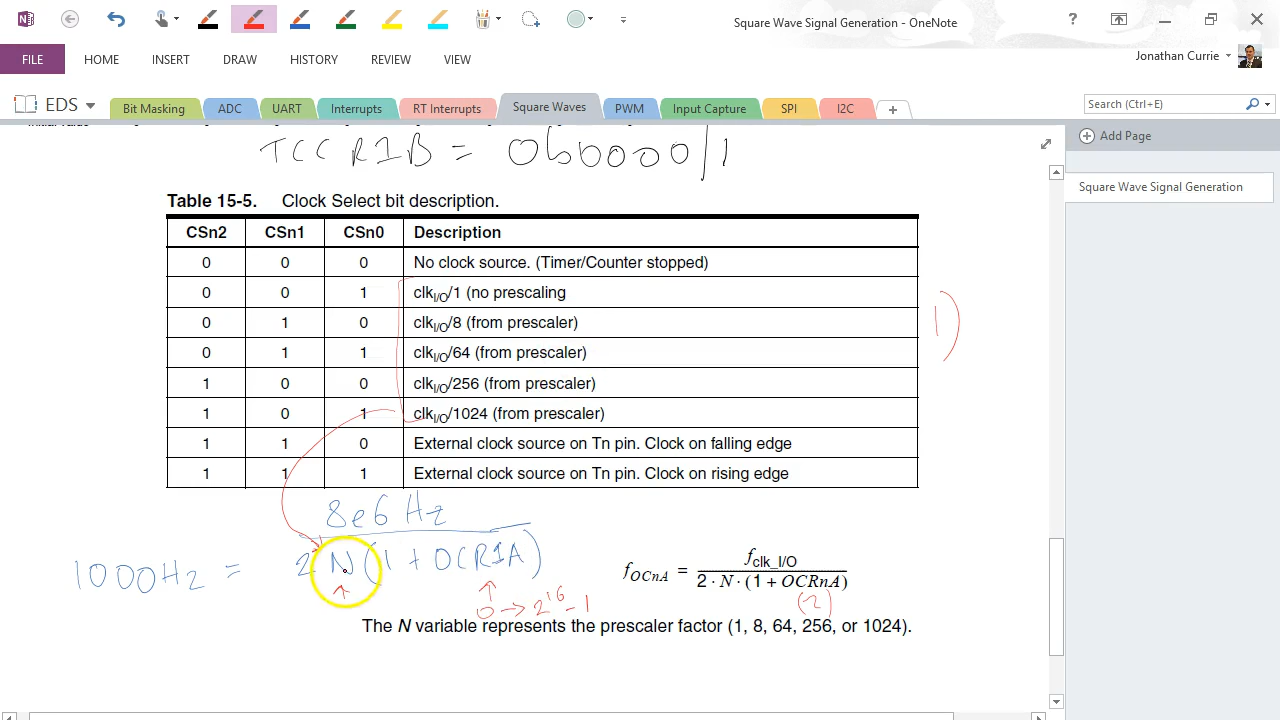 Square Wave Signal Generation - OneNote
?
FILE HOME INSERT DRAW HISTORY REVIEW VIEW
Jonathan Currie
EDS Bit Masking ADC UART Interrupts RT Interrupts Square Waves PWM Input Capture SPI I2C
Search (Ctrl+E)
Add Page
Square Wave Signal Generation
TCCR1B = 0b0000/1
Table 15-5. Clock Select bit description.
CSn2 CSn1 CSn0 Description
0 0 0 No clock source. (Timer/Counter stopped)
0 0 1 clkI/O/1 (no prescaling
0 1 0 clkI/O/8 (from prescaler)
0 1 1 clkI/O/64 (from prescaler)
1 0 0 clkI/O/256 (from prescaler)
1 0 1 clkI/O/1024 (from prescaler)
1 1 0 External clock source on Tn pin. Clock on falling edge
1 1 1 External clock source on Tn pin. Clock on rising edge
1)
8e6 Hz
1000Hz = 2 N (1 + OCR1A)
0 → 2^16 - 1
fOCnA = fclk_I/O / 2 · N · (1 + OCRnA)
(2)
The N variable represents the prescaler factor (1, 8, 64, 256, or 1024).